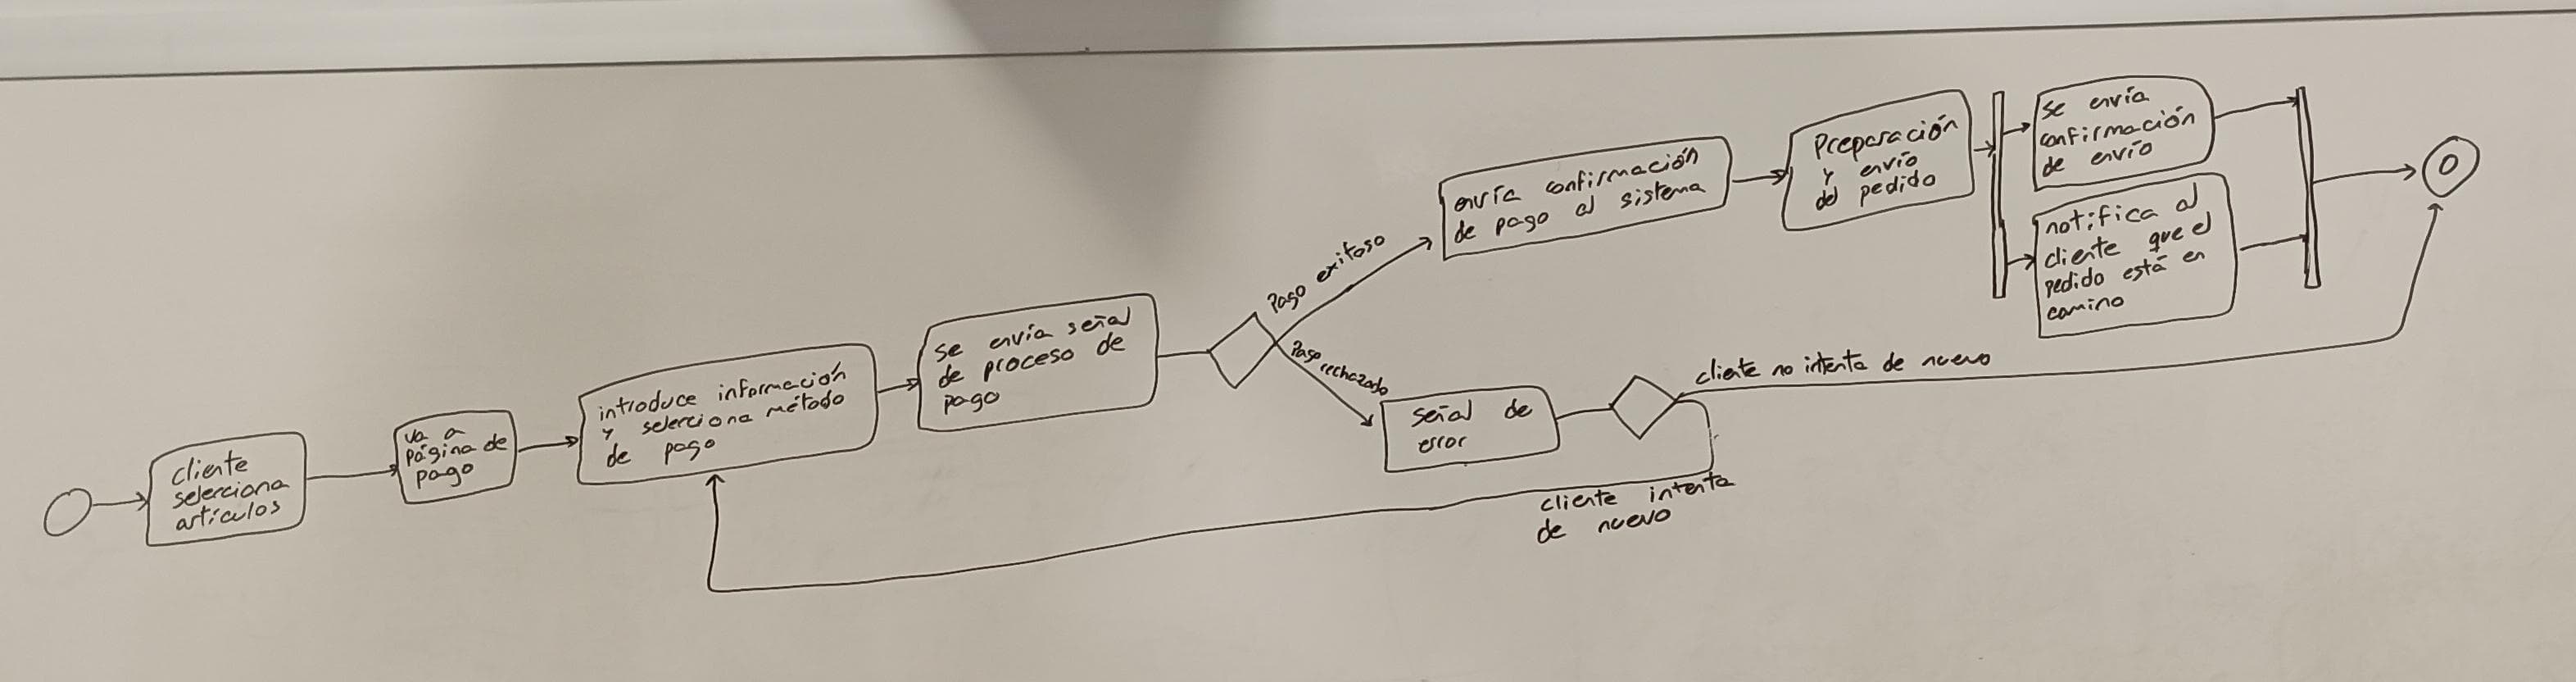 cliente
selecciona
artículos
va a
página de
pago
introduce información
y selecciona método
de pago
se envía señal
de proceso de
pago
Pago exitoso
Pago rechazado
envía confirmación
de pago al sistema
Preparación
y envío
del pedido
se envía
confirmación
de envío
notifica al
cliente que el
pedido está en
camino
señal de
error
cliente no intenta de nuevo
cliente intenta
de nuevo